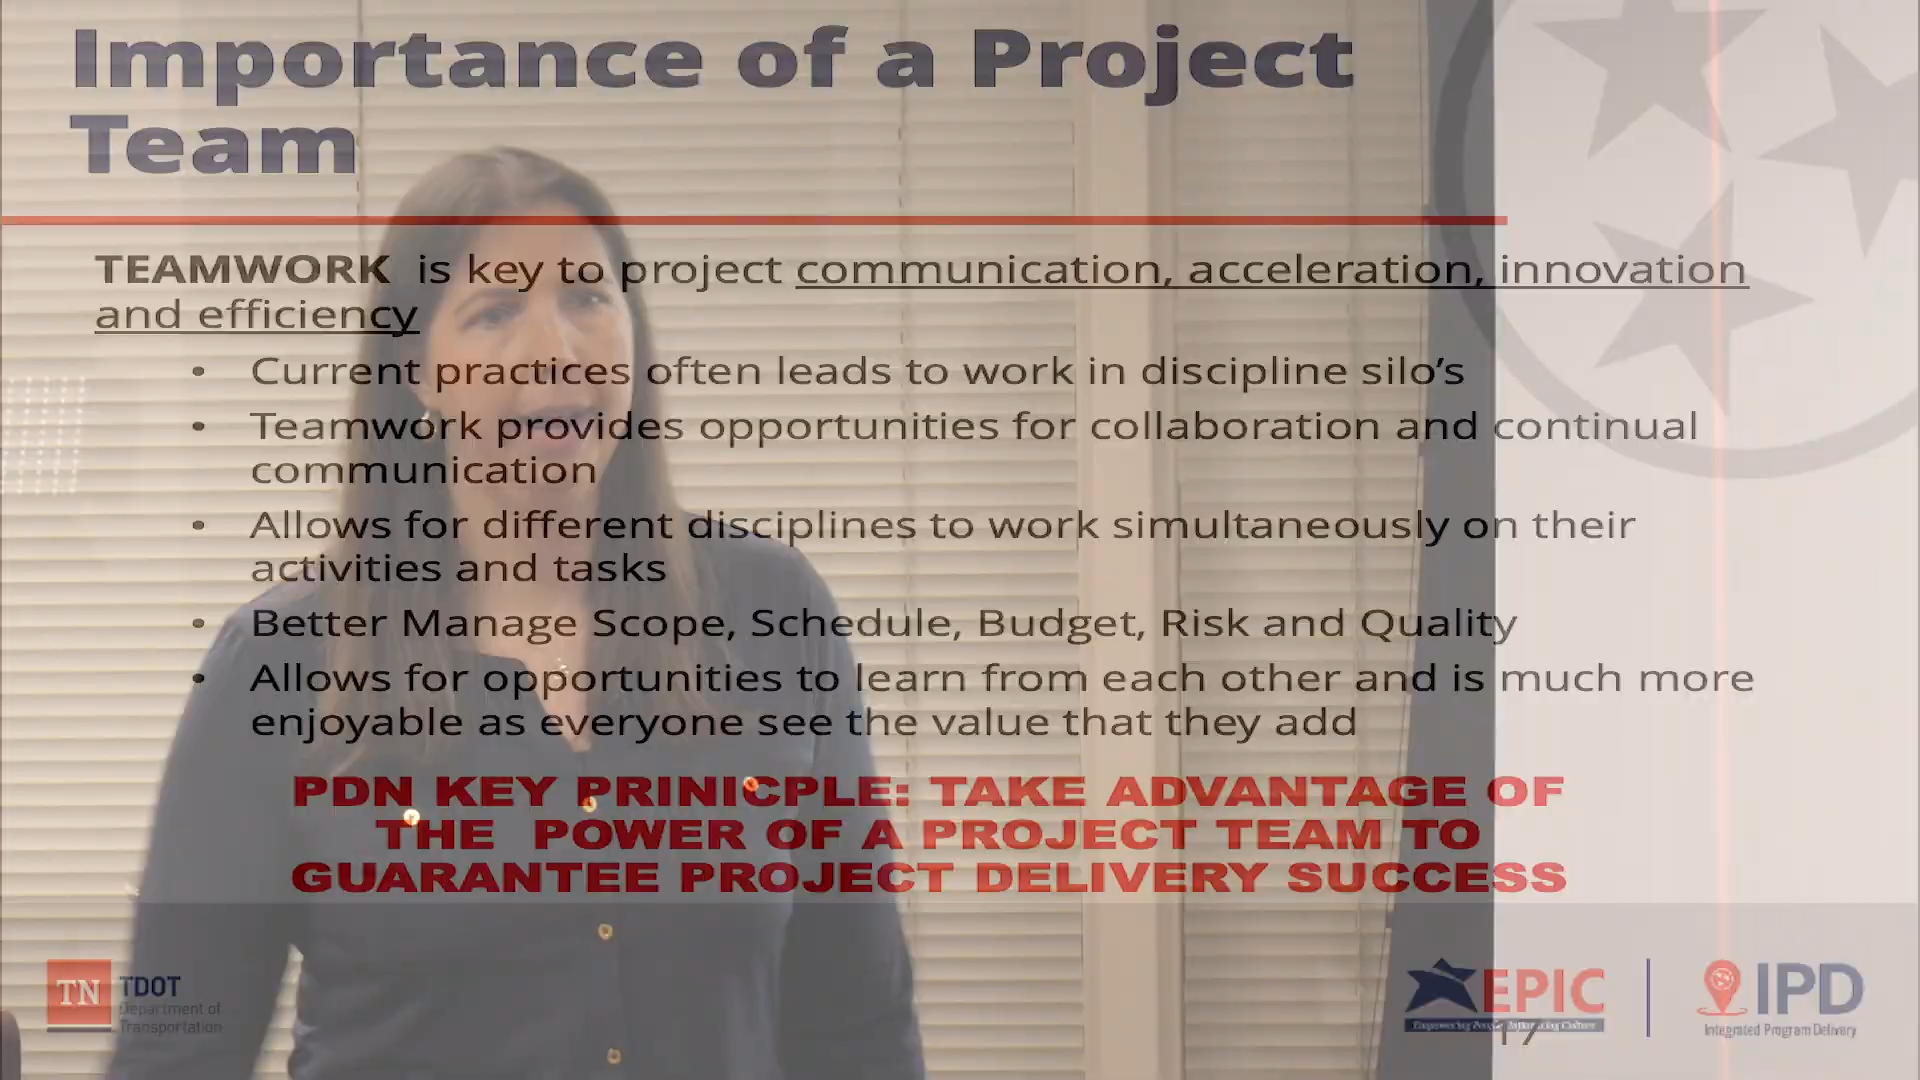 Importance of a Project
Team
TEAMWORK is key to project communication, acceleration, innovation
and efficiency
• Current practices often leads to work in discipline silo’s
• Teamwork provides opportunities for collaboration and continual
communication
• Allows for different disciplines to work simultaneously on their
activities and tasks
• Better Manage Scope, Schedule, Budget, Risk and Quality
• Allows for opportunities to learn from each other and is much more
enjoyable as everyone see the value that they add
PDN KEY PRINICPLE: TAKE ADVANTAGE OF
THE POWER OF A PROJECT TEAM TO
GUARANTEE PROJECT DELIVERY SUCCESS
TN
TDOT
Department of
Transportation
EPIC
IPD
Integrated Program Delivery
17